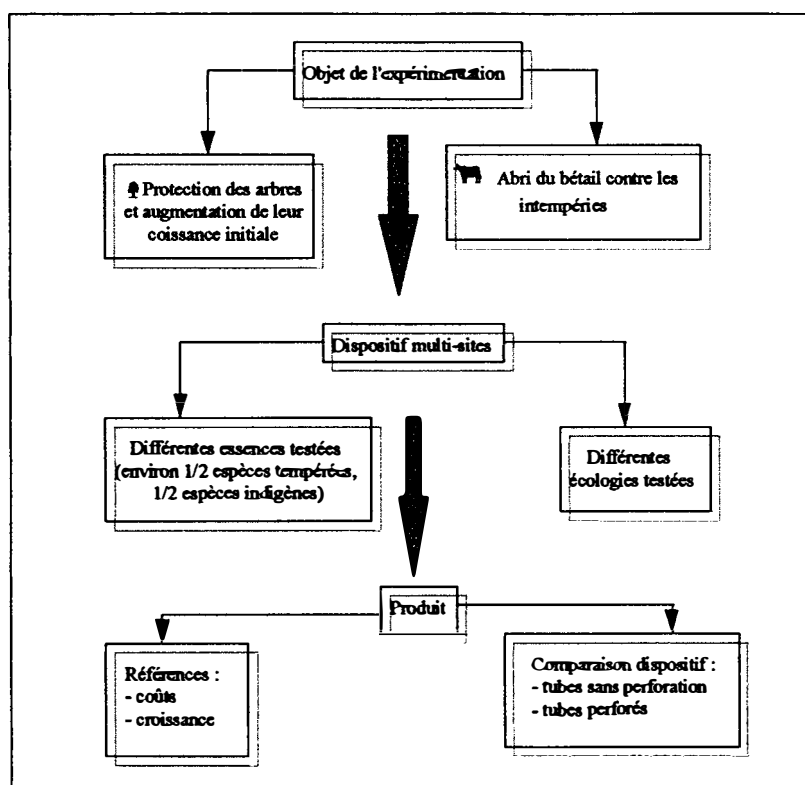 Objet de l'expérimentation
Protection des arbres
et augmentation de leur
coissance initiale
Abri du bétail contre les
intempéries
Dispositif multi-sites
Différentes essences testées
(environ 1/2 espèces tempérées,
1/2 espèces indigènes)
Différentes
écologies testées
Produit
Références :
- coûts
- croissance
Comparaison dispositif :
- tubes sans perforation
- tubes perforés